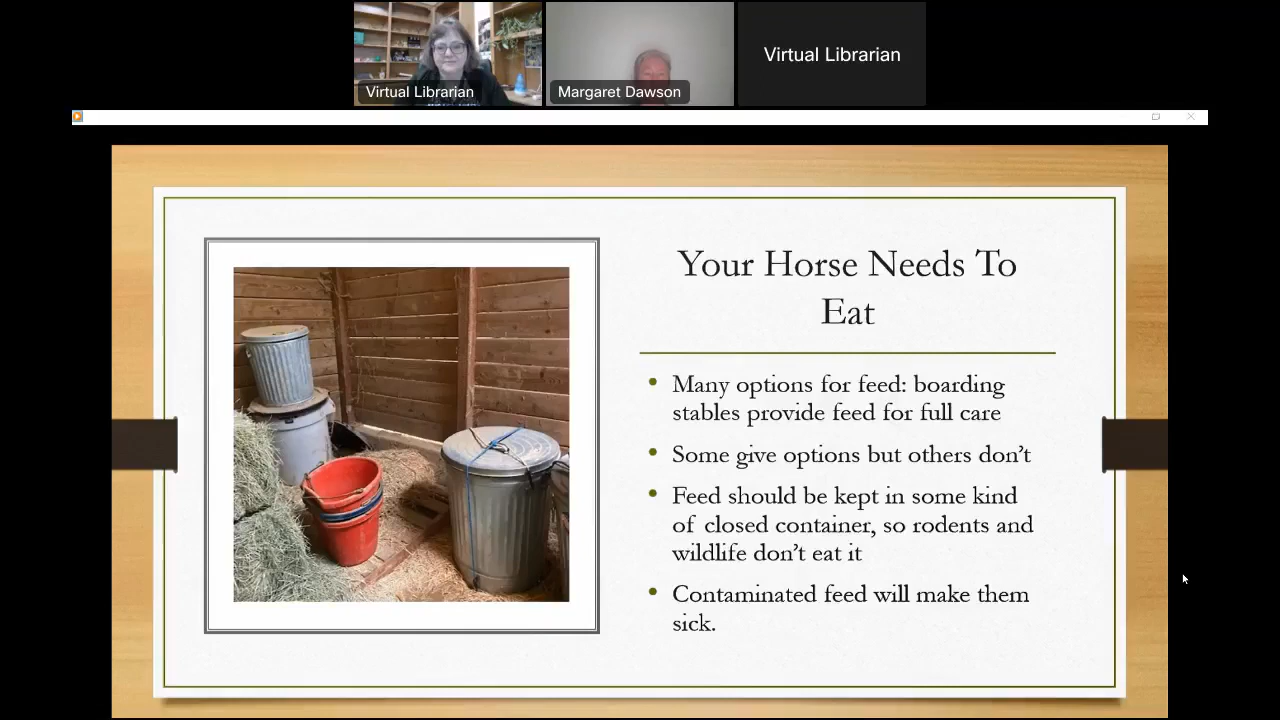 Virtual Librarian
Margaret Dawson
Virtual Librarian
Your Horse Needs To
Eat
• Many options for feed: boarding
stables provide feed for full care
• Some give options but others don’t
• Feed should be kept in some kind
of closed container, so rodents and
wildlife don’t eat it
• Contaminated feed will make them
sick.